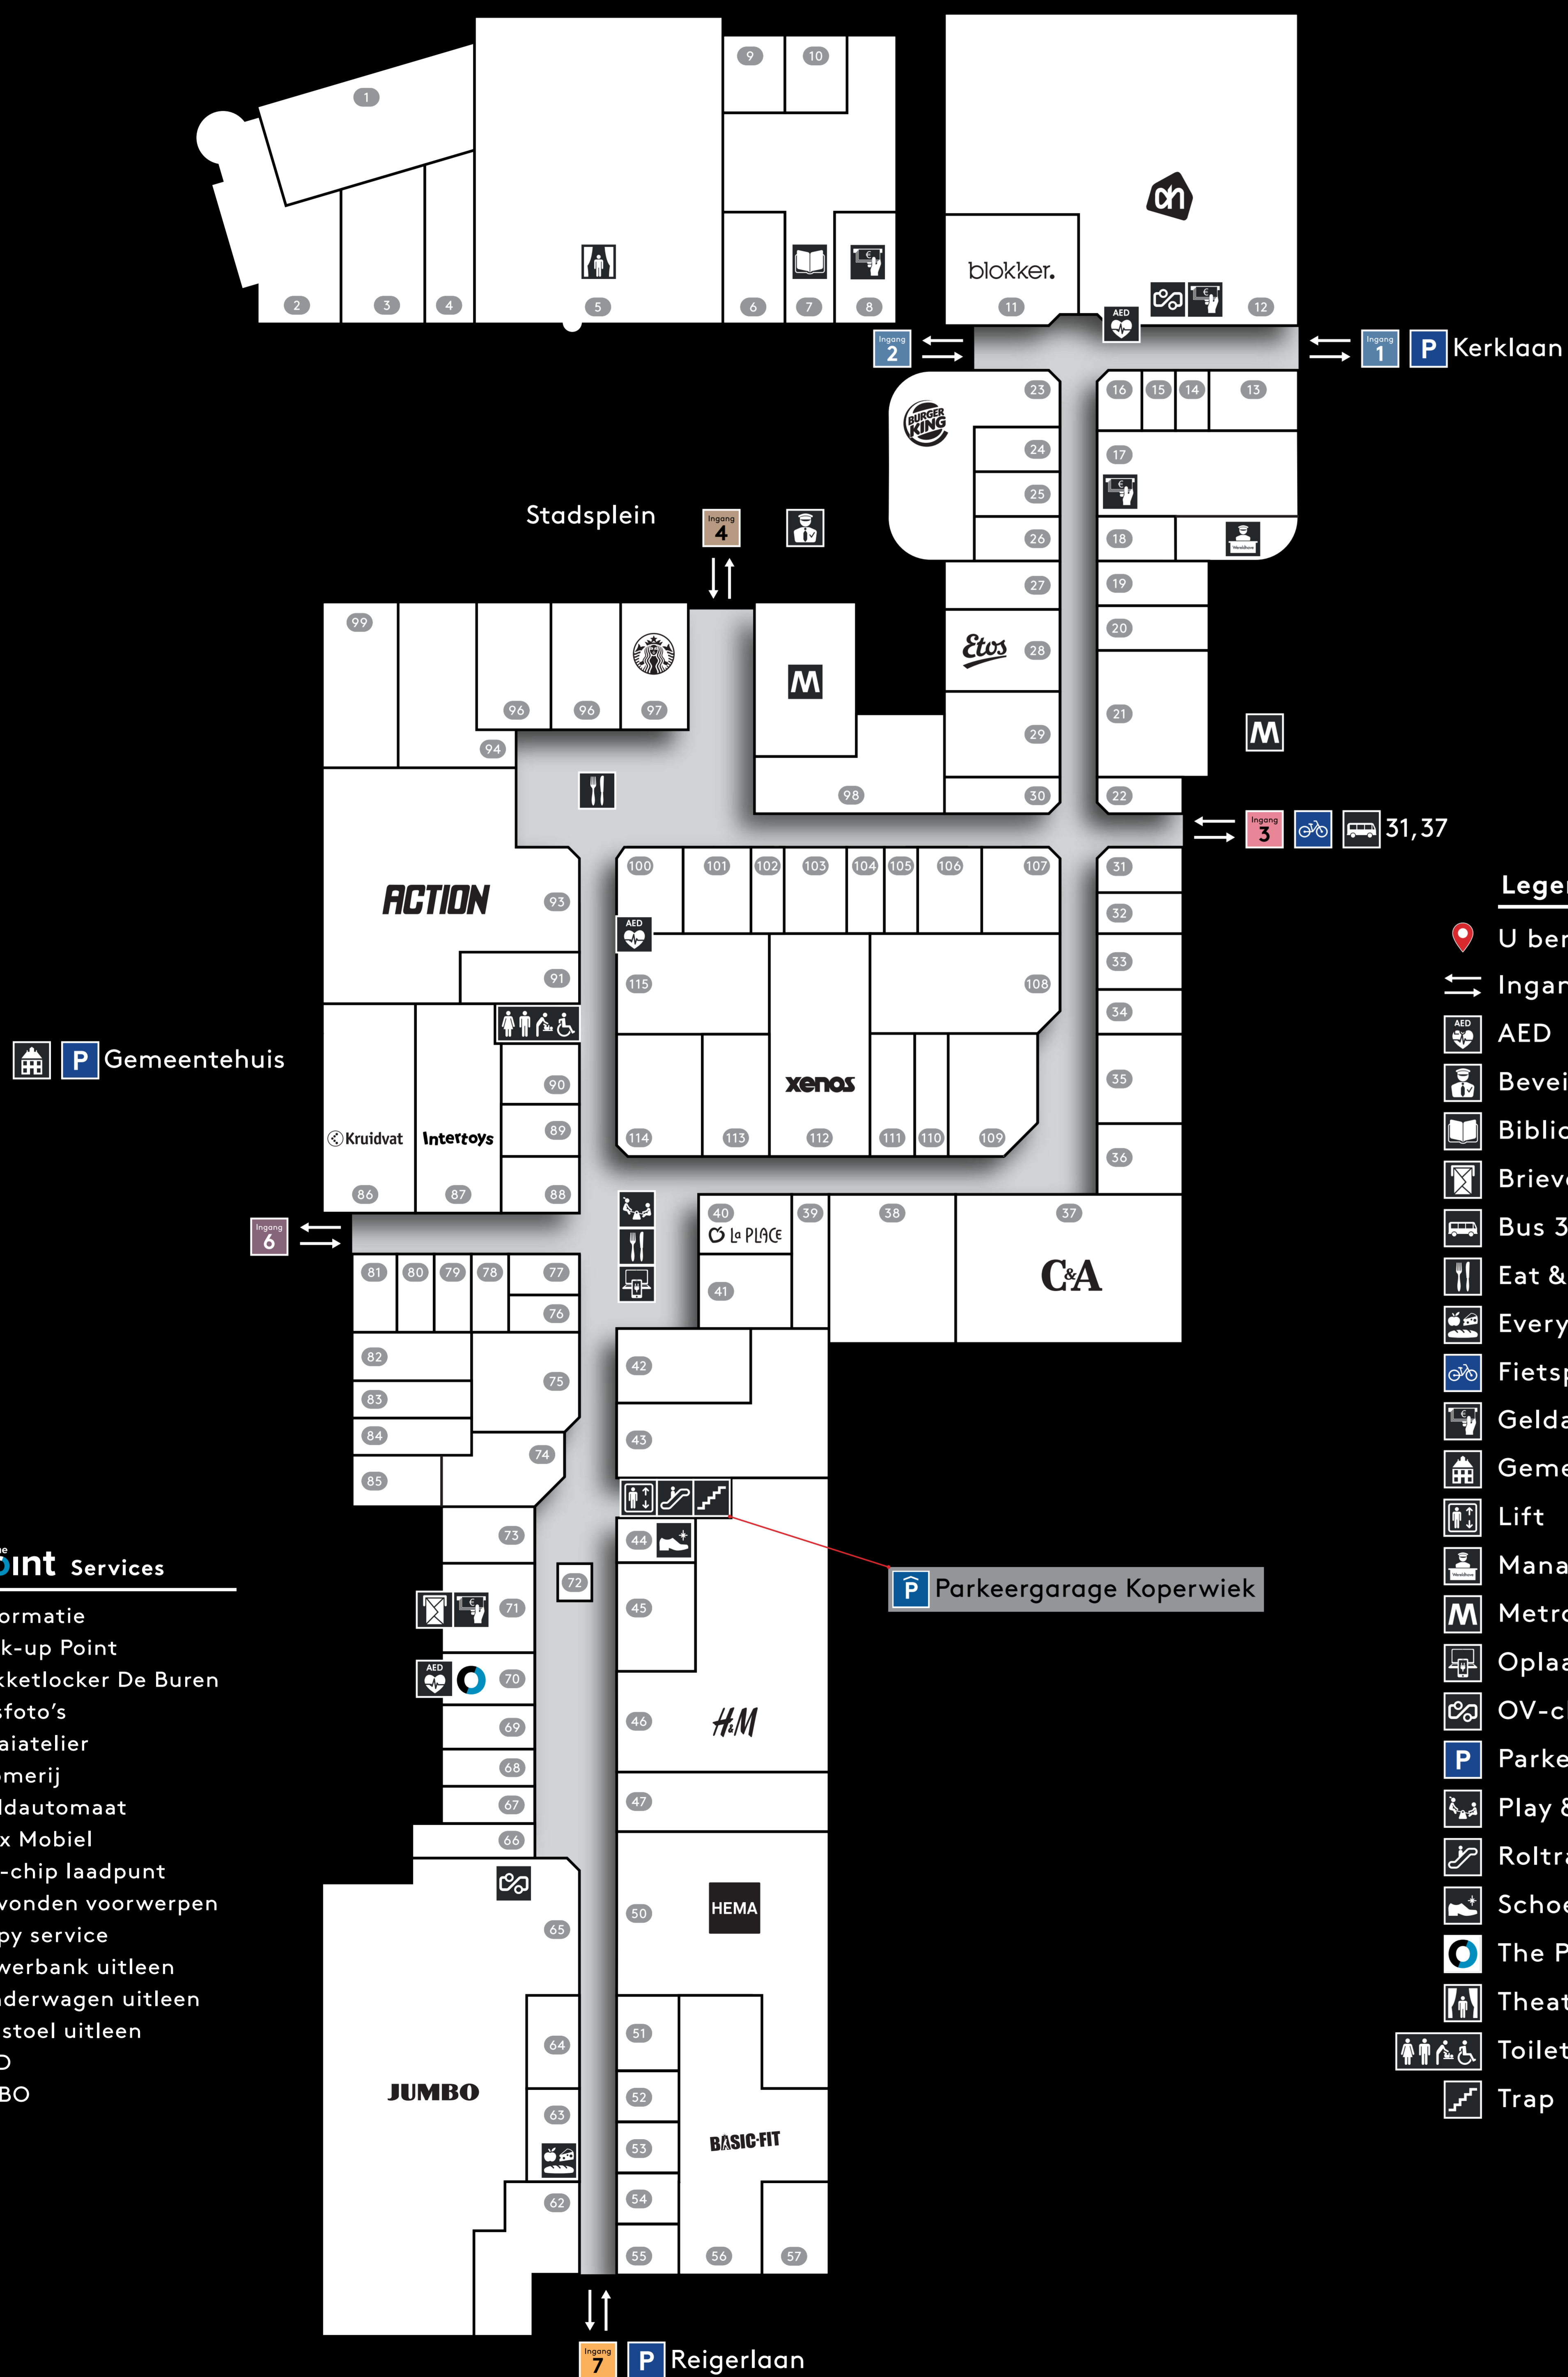 1
9
10
2
3
4
5
6
7
8
blokker.
11
12
AED
Ingang
2
Ingang
1
P Kerklaan
BURGER KING
23
16
15
14
13
24
17
25
26
18
Wereldhave
27
19
Etos
28
20
29
21
M
30
22
Stadsplein
Ingang
4
99
96
96
97
94
M
98
Ingang
3
31,37
ACTION
93
91
100
101
102
103
104
105
106
107
31
32
AED
115
108
33
34
P Gemeentehuis
90
89
88
Kruidvat
86
Intertoys
87
xenos
114
113
112
111
110
109
35
36
Ingang
6
40
La PLACE
39
38
37
C&A
41
81
80
79
78
77
76
82
83
84
85
75
74
42
43
73
72
44
45
P Parkeergarage Koperwiek
71
AED
70
69
68
67
66
46
H&M
47
65
50
HEMA
64
JUMBO
63
62
51
52
53
54
55
BASIC-FIT
56
57
Ingang
7
P Reigerlaan
Services
ormatie
k-up Point
kketlocker De Buren
sfoto's
aiatelier
merij
ldautomaat
x Mobiel
-chip laadpunt
vonden voorwerpen
py service
werbank uitleen
derwagen uitleen
stoel uitleen
BO
Lege
U ber
Ingan
AED AED
Bevei
Biblio
Brieve
Bus 3
Eat &
Every
Fietsp
Gelda
Geme
Lift
Mana
M Metro
Oplaa
OV-c
P Parke
Play &
Roltra
Schoe
The P
Theat
Toilet
Trap